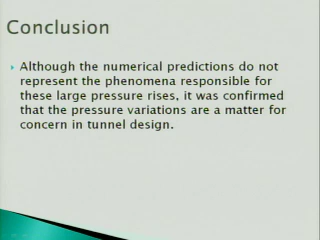 Conclusion
Although the numerical predictions do not
represent the phenomena responsible for
these large pressure rises, it was confirmed
that the pressure variations are a matter for
concern in tunnel design.